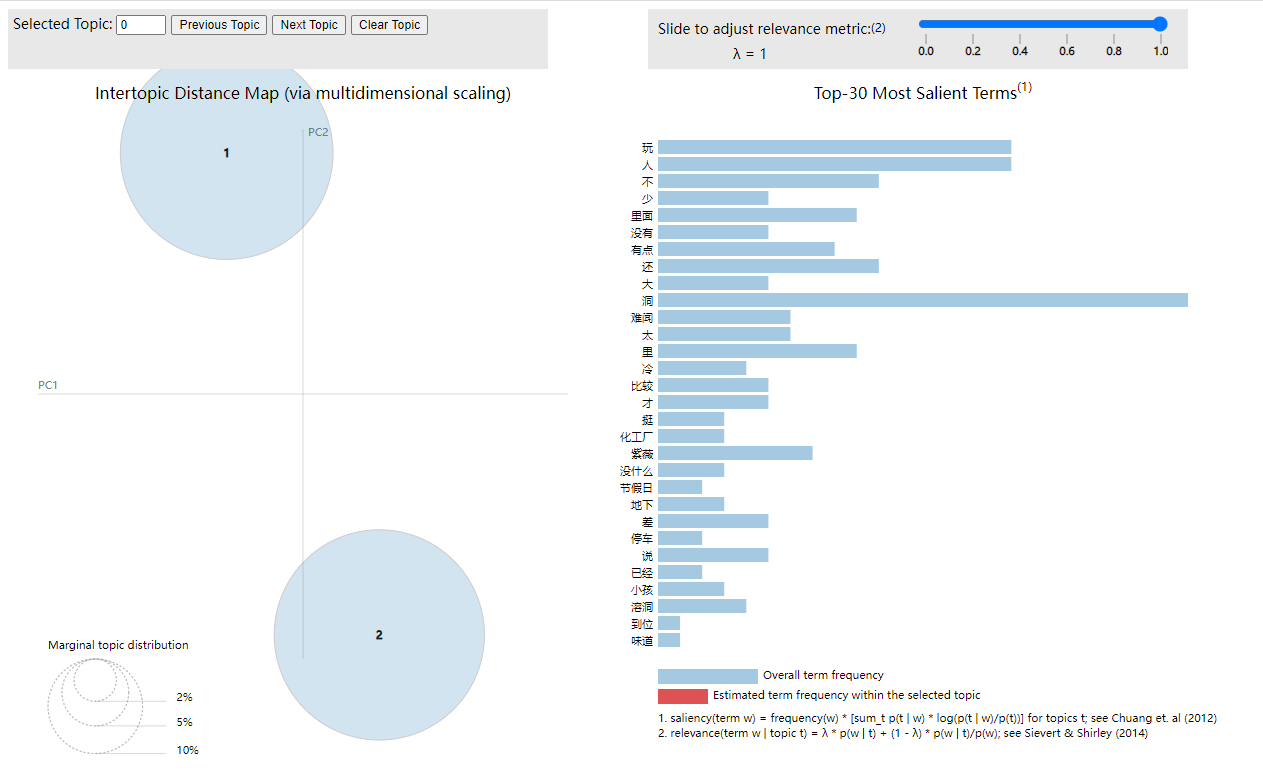 Selected Topic: 0 Previous Topic Next Topic Clear Topic
Slide to adjust relevance metric:(2)
λ = 1
0.0 0.2 0.4 0.6 0.8 1.0
Intertopic Distance Map (via multidimensional scaling)
PC2
1
PC1
2
Marginal topic distribution
2%
5%
10%
Top-30 Most Salient Terms(1)
玩
人
不
少
里面
没有
有点
还
大
洞
难闻
太
里
冷
比较
才
挺
化工厂
紫薇
没什么
节假日
地下
差
停车
说
已经
小孩
溶洞
到位
味道
Overall term frequency
Estimated term frequency within the selected topic
1. saliency(term w) = frequency(w) * [sum_t p(t | w) * log(p(t | w)/p(t))] for topics t; see Chuang et. al (2012)
2. relevance(term w | topic t) = λ * p(w | t) + (1 - λ) * p(w | t)/p(w); see Sievert & Shirley (2014)